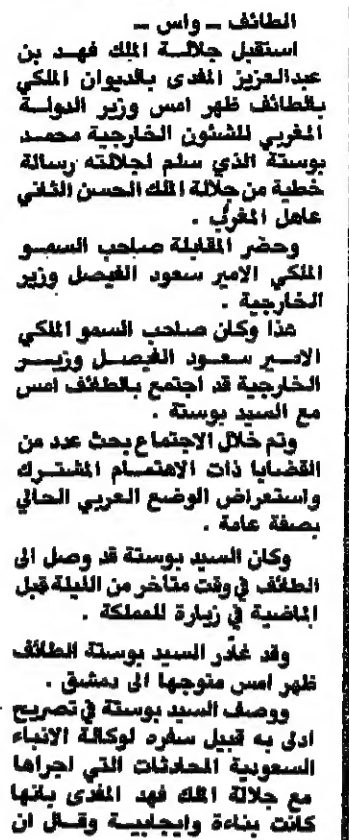 الطائف ـ واس ـ
استقبل جلالة الملك فهد بن
عبدالعزيز المفدى بالديوان الملكي
بالطائف ظهر امس وزير الدولة
المغربي للشئون الخارجية محمد
بوستة الذي سلم لجلالته رسالة
خطية من جلالة الملك الحسن الثاني
عاهل المغرب .
وحضر المقابلة صاحب السمو
الملكي الامير سعود الفيصل وزير
الخارجية .
هذا وكان صاحب السمو الملكي
الامير سعود الفيصل وزير
الخارجية قد اجتمع بالطائف امس
مع السيد بوستة .
وتم خلال الاجتماع بحث عدد من
القضايا ذات الاهتمام المشترك
واستعراض الوضع العربي الحالي
بصفة عامة .
وكان السيد بوستة قد وصل الى
الطائف في وقت متأخر من الليلة قبل
الماضية في زيارة للمملكة .
وقد غادر السيد بوستة الطائف
ظهر امس متوجها الى دمشق .
ووصف السيد بوستة في تصريح
ادلى به قبيل سفره لوكالة الانباء
السعودية المحادثات التي اجراها
مع جلالة الملك فهد المفدى بانها
كانت بناءة وايجابية وقال ان